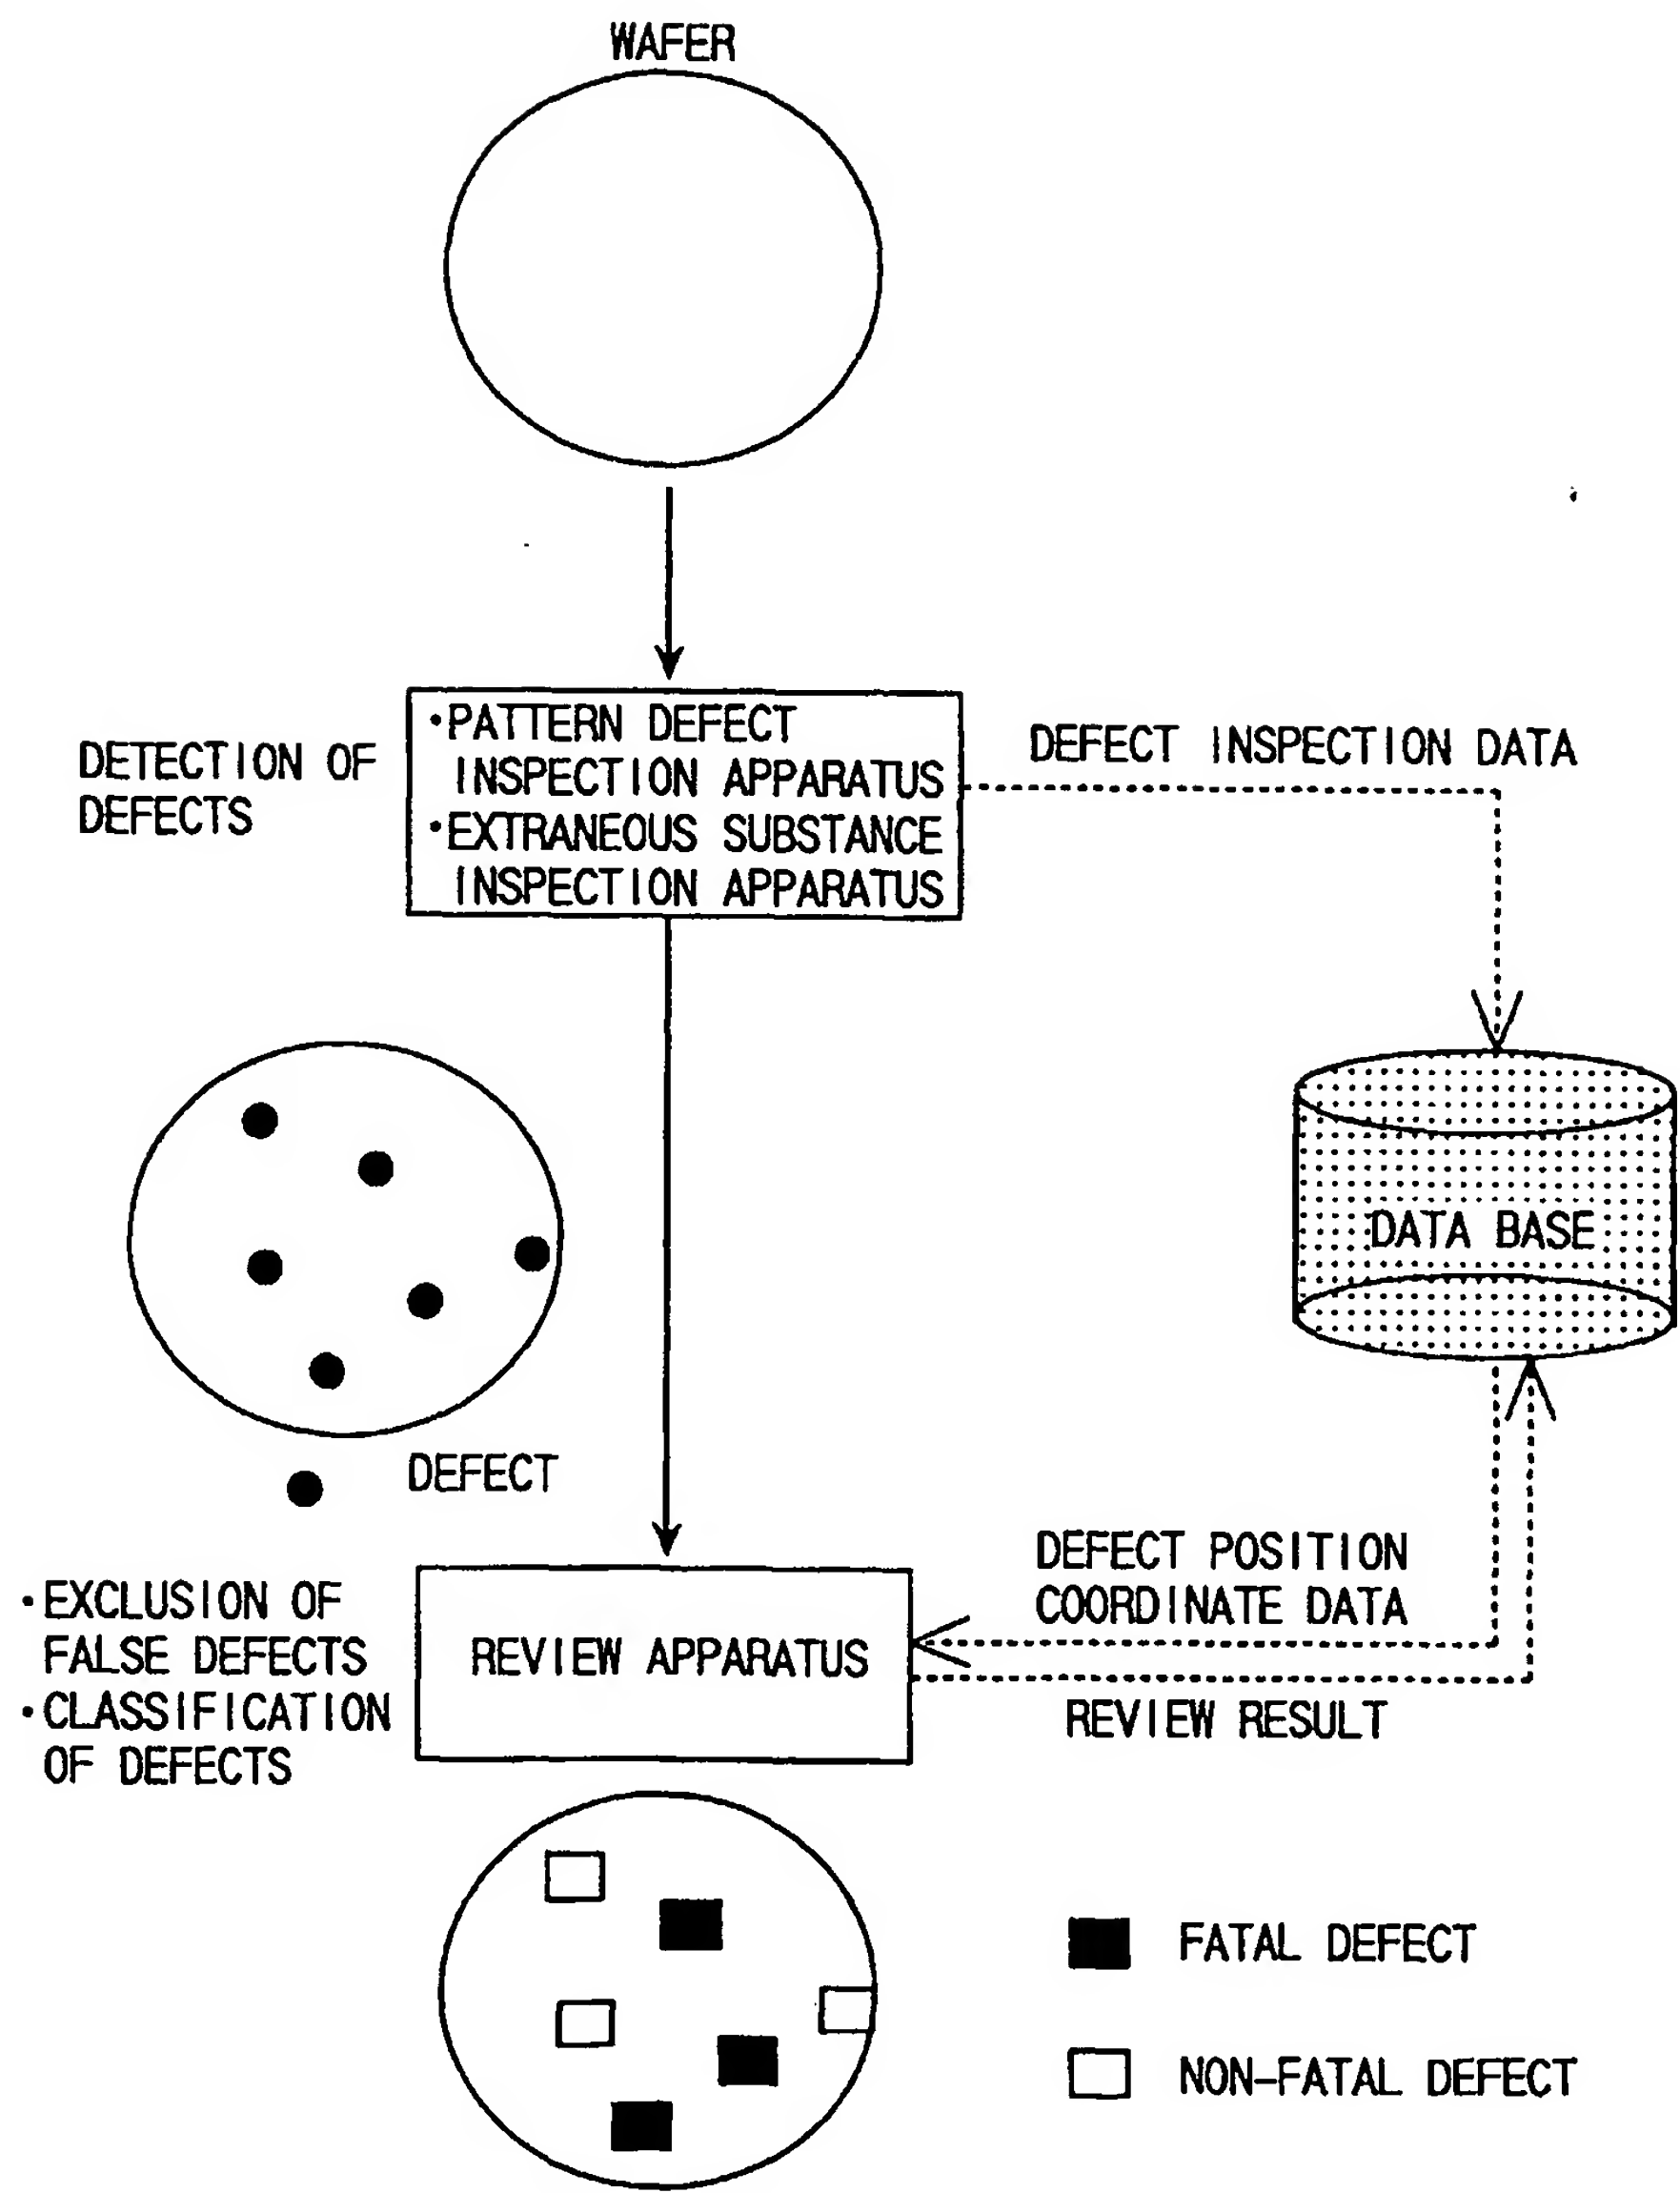 WAFER
DETECTION OF
DEFECTS
·PATTERN DEFECT
INSPECTION APPARATUS
·EXTRANEOUS SUBSTANCE
INSPECTION APPARATUS
DEFECT INSPECTION DATA
DATA BASE
DEFECT
·EXCLUSION OF
FALSE DEFECTS
·CLASSIFICATION
OF DEFECTS
REVIEW APPARATUS
DEFECT POSITION
COORDINATE DATA
REVIEW RESULT
FATAL DEFECT
NON-FATAL DEFECT